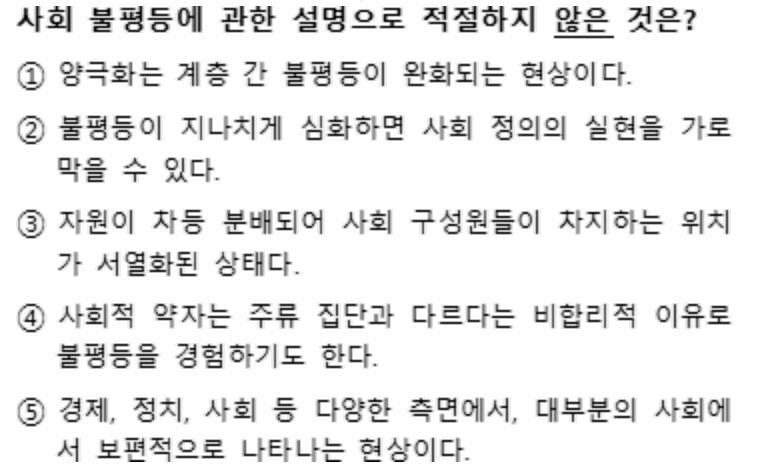 사회 불평등에 관한 설명으로 적절하지 않은 것은?
① 양극화는 계층 간 불평등이 완화되는 현상이다.
② 불평등이 지나치게 심화하면 사회 정의의 실현을 가로
막을 수 있다.
③ 자원이 차등 분배되어 사회 구성원들이 차지하는 위치
가 서열화된 상태다.
④ 사회적 약자는 주류 집단과 다르다는 비합리적 이유로
불평등을 경험하기도 한다.
⑤ 경제, 정치, 사회 등 다양한 측면에서, 대부분의 사회에
서 보편적으로 나타나는 현상이다.